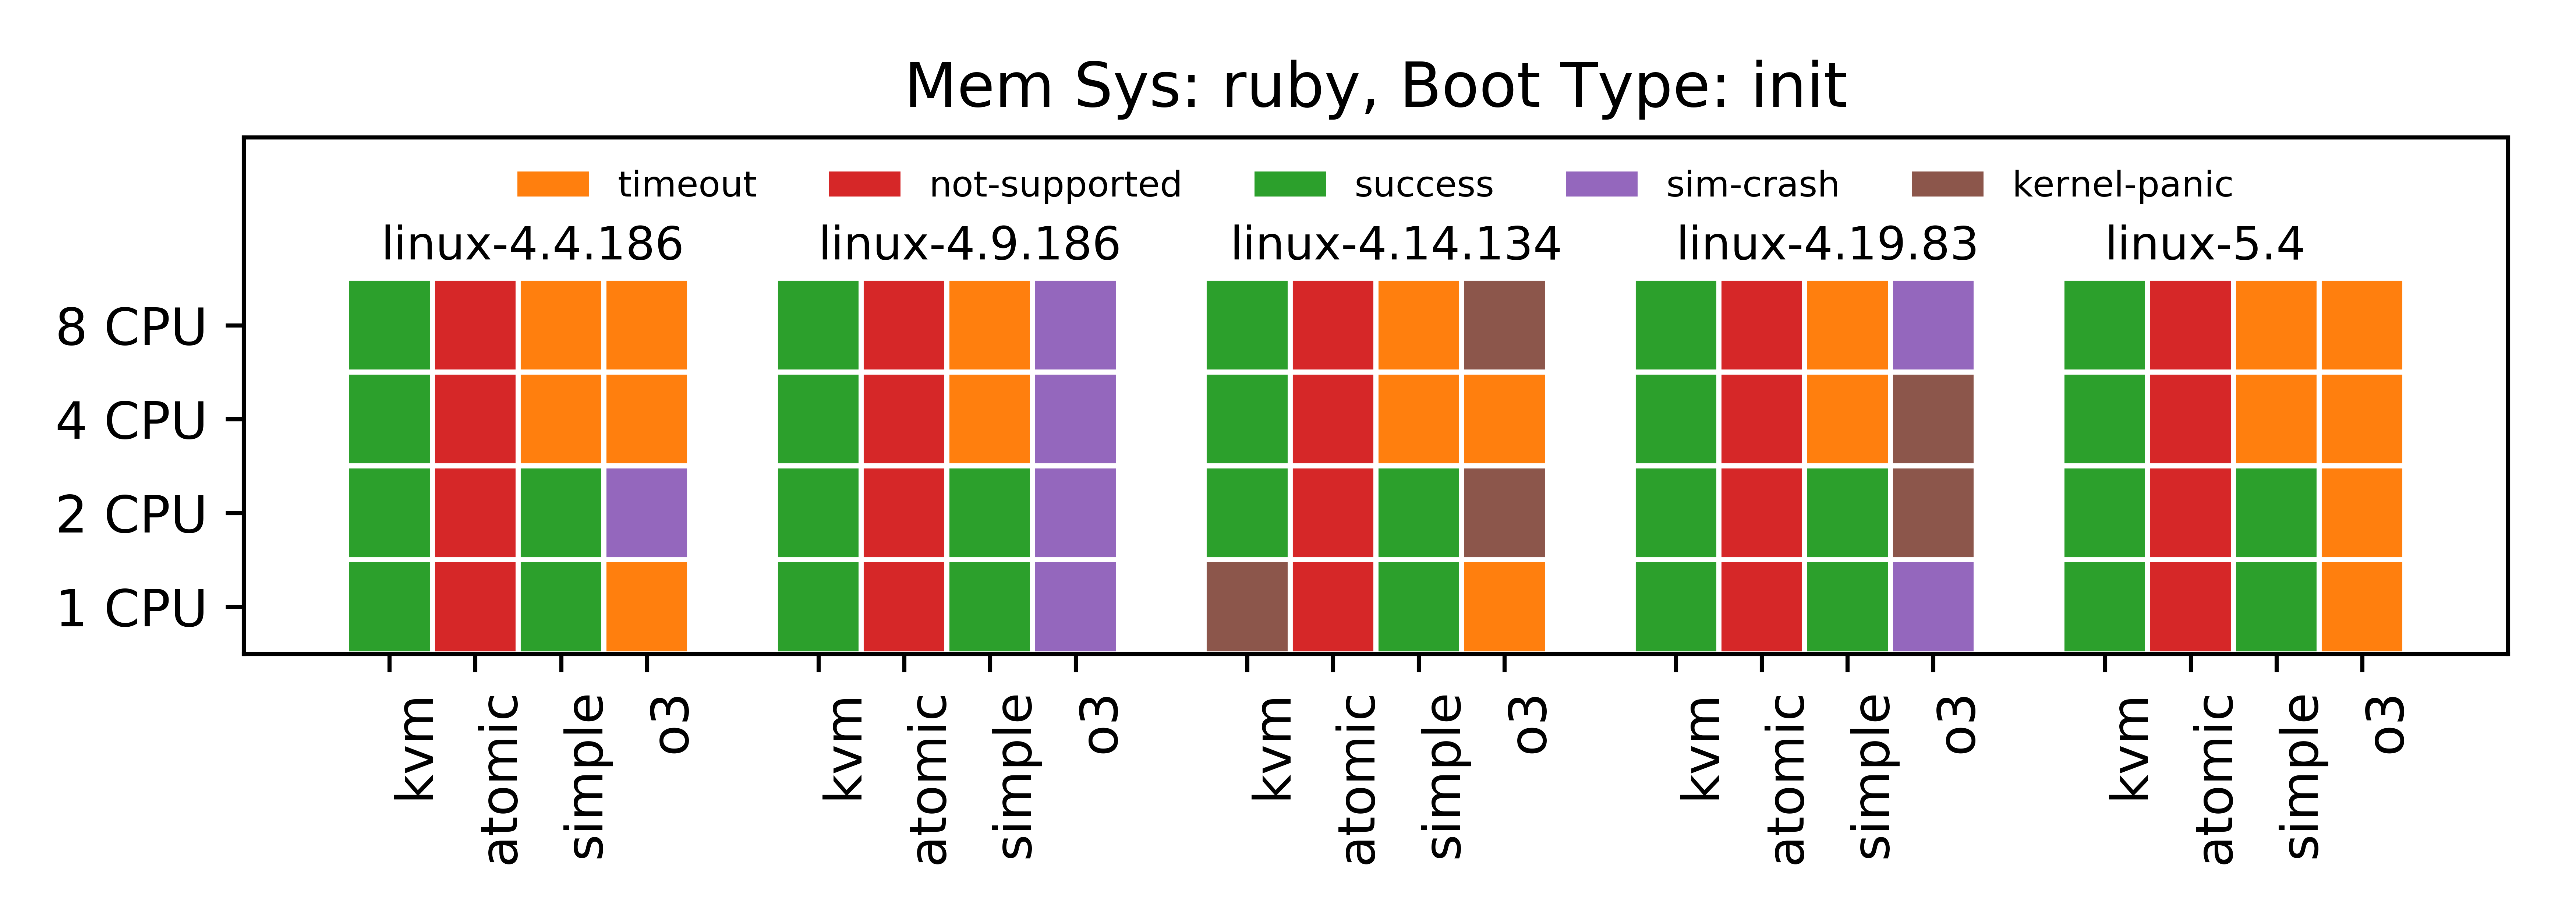 Mem Sys: ruby, Boot Type: init
timeout not-supported success sim-crash kernel-panic
linux-4.4.186 linux-4.9.186 linux-4.14.134 linux-4.19.83 linux-5.4
8 CPU
4 CPU
2 CPU
1 CPU
kvm atomic simple o3 kvm atomic simple o3 kvm atomic simple o3 kvm atomic simple o3 kvm atomic simple o3